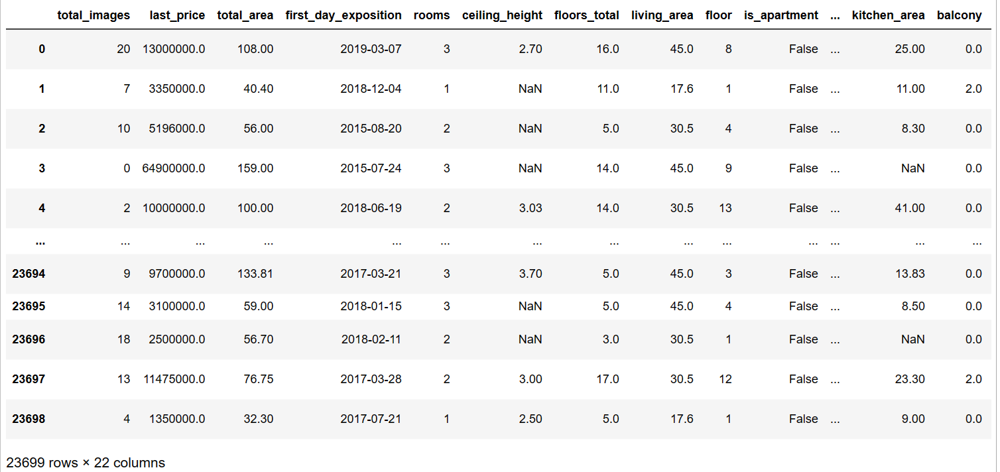 total_images last_price total_area first_day_exposition rooms ceiling_height floors_total living_area floor is_apartment ... kitchen_area balcony
0 20 13000000.0 108.00 2019-03-07 3 2.70 16.0 45.0 8 False ... 25.00 0.0
1 7 3350000.0 40.40 2018-12-04 1 NaN 11.0 17.6 1 False ... 11.00 2.0
2 10 5196000.0 56.00 2015-08-20 2 NaN 5.0 30.5 4 False ... 8.30 0.0
3 0 64900000.0 159.00 2015-07-24 3 NaN 14.0 45.0 9 False ... NaN 0.0
4 2 10000000.0 100.00 2018-06-19 2 3.03 14.0 30.5 13 False ... 41.00 0.0
... ... ... ... ... ... ... ... ... ... ... ... ... ...
23694 9 9700000.0 133.81 2017-03-21 3 3.70 5.0 45.0 3 False ... 13.83 0.0
23695 14 3100000.0 59.00 2018-01-15 3 NaN 5.0 45.0 4 False ... 8.50 0.0
23696 18 2500000.0 56.70 2018-02-11 2 NaN 3.0 30.5 1 False ... NaN 0.0
23697 13 11475000.0 76.75 2017-03-28 2 3.00 17.0 30.5 12 False ... 23.30 2.0
23698 4 1350000.0 32.30 2017-07-21 1 2.50 5.0 17.6 1 False ... 9.00 0.0
23699 rows × 22 columns